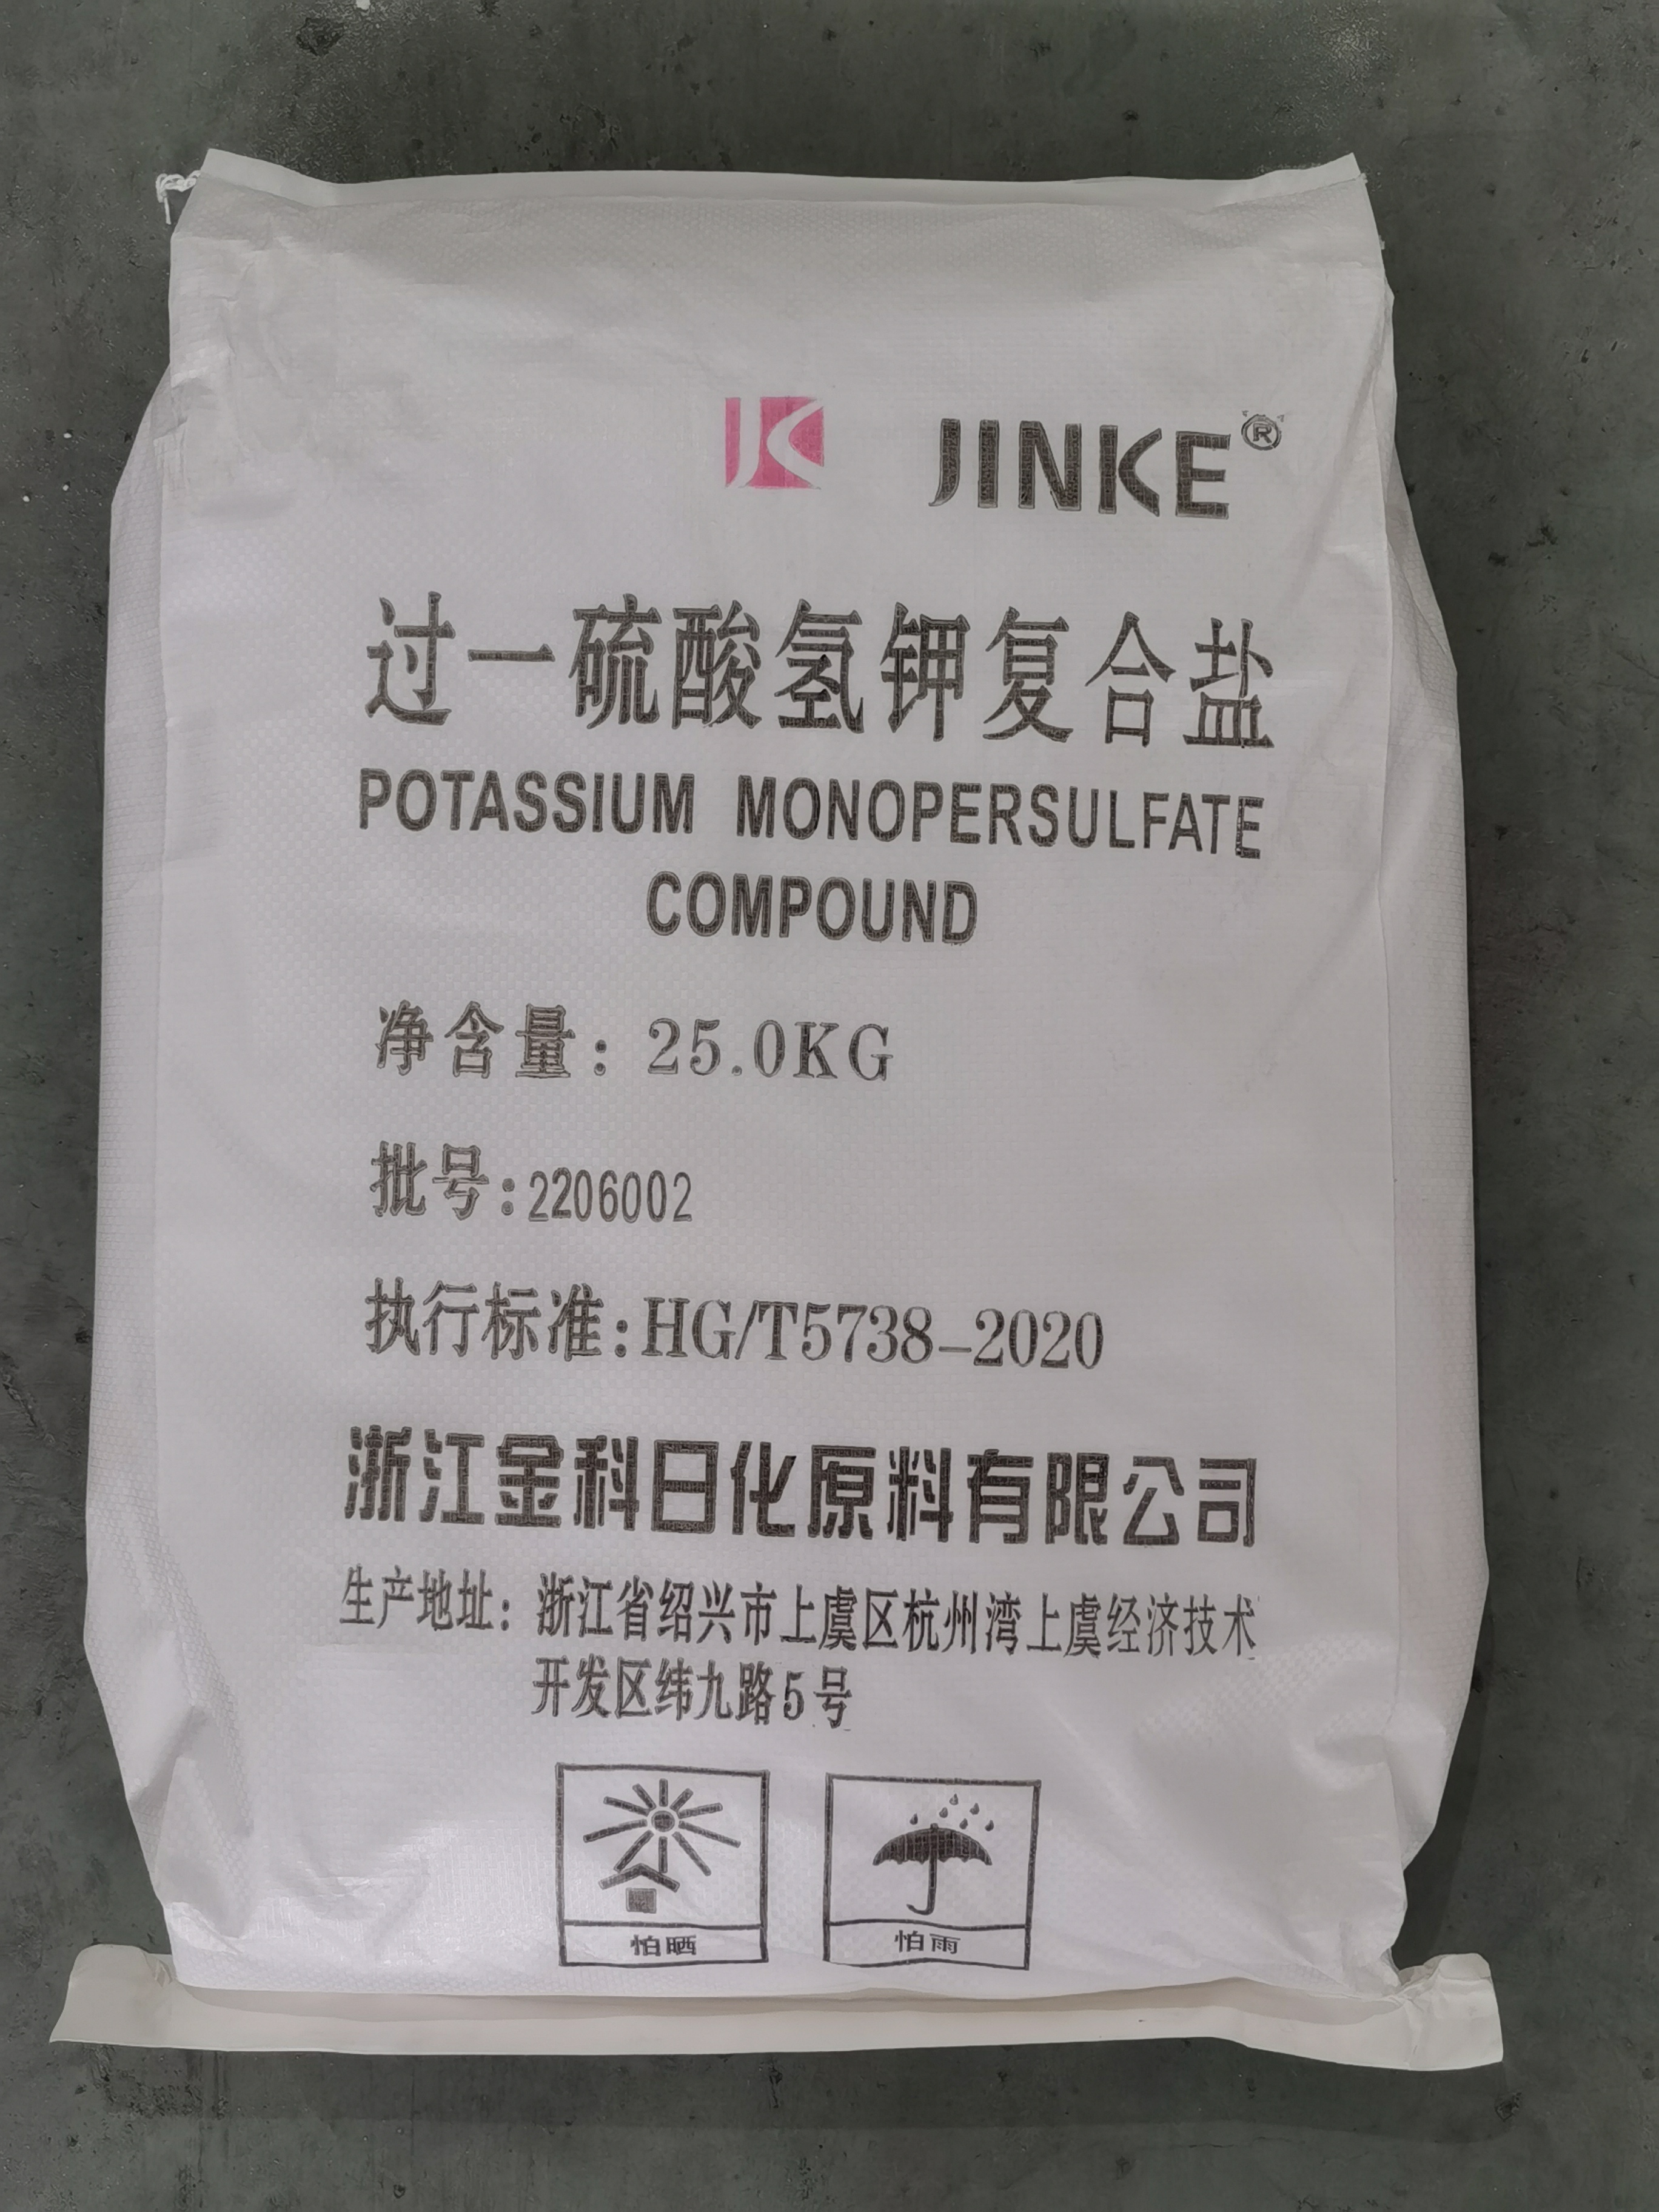 JK JINKE®
过一硫酸氢钾复合盐
POTASSIUM MONOPERSULFATE
COMPOUND
净含量: 25.0KG
批号:2206002
执行标准:HG/T5738-2020
浙江金科日化原料有限公司
生产地址: 浙江省绍兴市上虞区杭州湾上虞经济技术
开发区纬九路5号
怕晒 怕雨